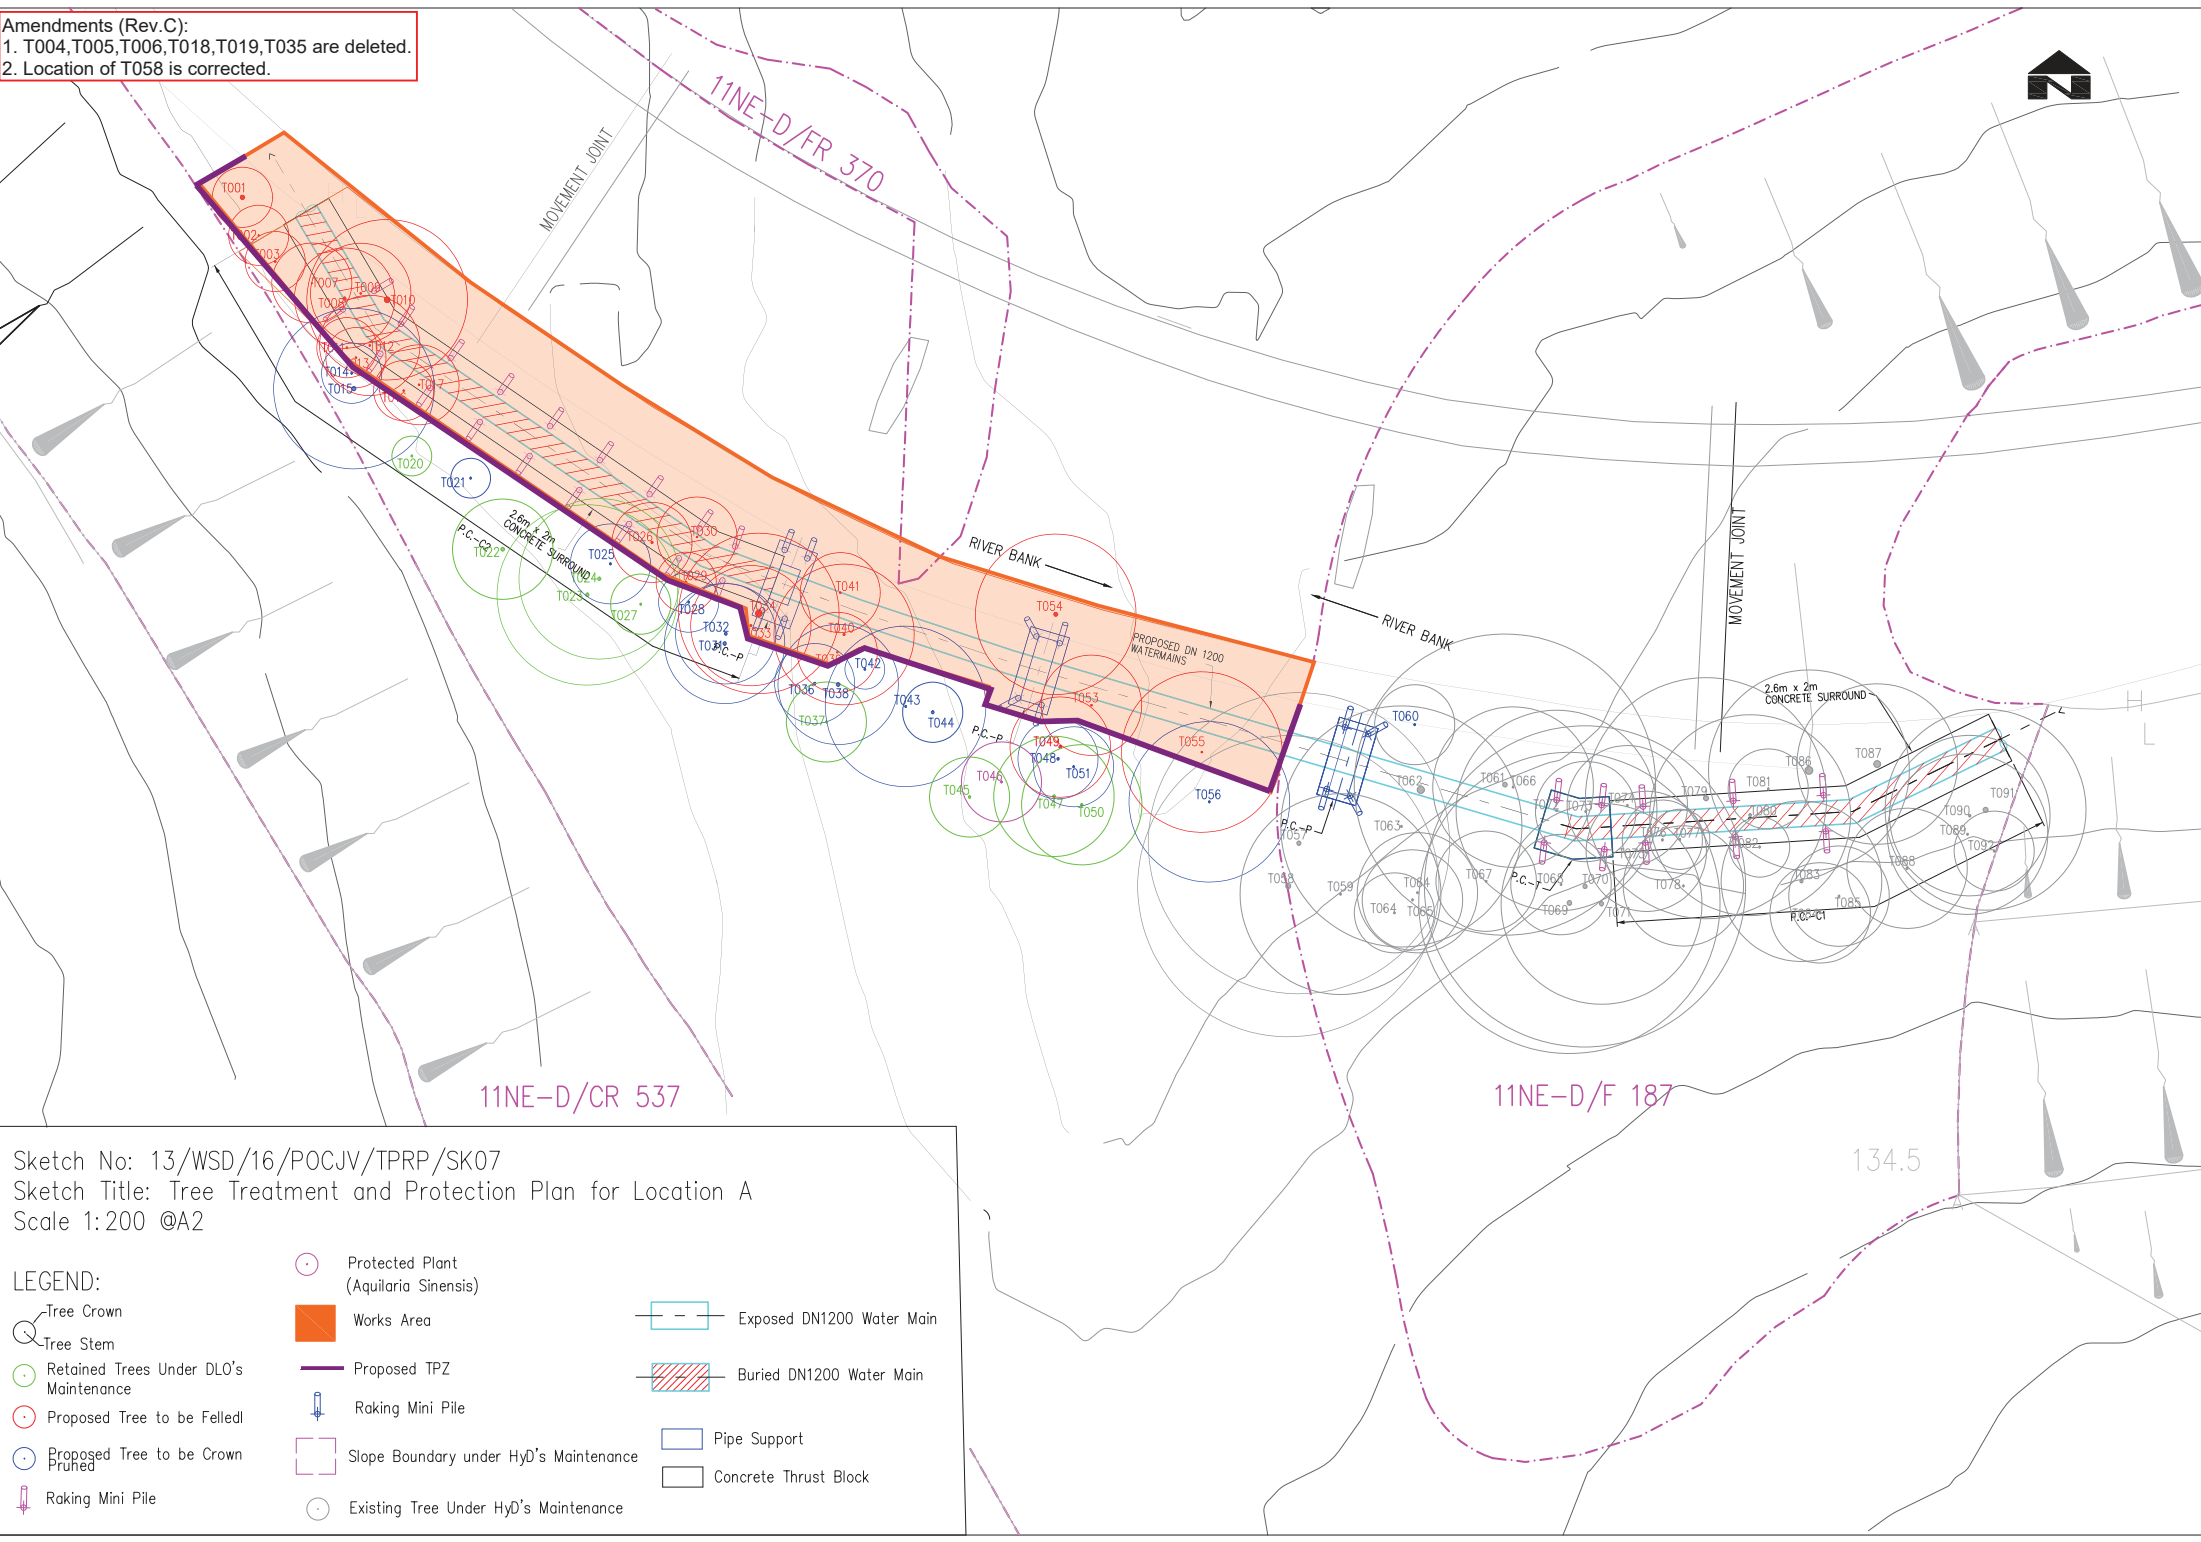 Amendments (Rev.C):
1. T004,T005,T006,T018,T019,T035 are deleted.
2. Location of T058 is corrected.
11NE-D/FR 370
MOVEMENT JOINT
T001
T003
T007
T008
T009
T010
T012
T014
T015
T017
T020
T021
P.C.-C2
2.6m x 2m
CONCRETE SURROUND
T022
T023
T025
T026
T027
T028
T029
T030
T032
T033
T034
P.C.-P
T036
T037
T038
T040
T041
T042
T043
T044
P.C.-P
T045
T046
T047
T048
T049
T050
T051
T053
T054
T055
T056
RIVER BANK
PROPOSED DN 1200
WATERMAINS
RIVER BANK
MOVEMENT JOINT
2.6m x 2m
CONCRETE SURROUND
P.C.-P
T057
T058
T059
T060
T061
T062
T063
T064
T064
T065
T066
T067
T068
T069
T070
T071
T073
T074
T076
T077
T078
T079
T080
T081
T082
T083
T085
T086
T087
T088
T089
T090
T091
T092
P.C.-T
P.C.-C1
H
L
11NE-D/CR 537
11NE-D/F 187
134.5
Sketch No: 13/WSD/16/POCJV/TPRP/SK07
Sketch Title: Tree Treatment and Protection Plan for Location A
Scale 1:200 @A2
LEGEND:
Tree Crown
Tree Stem
Retained Trees Under DLO's
Maintenance
Proposed Tree to be Felledl
Proposed Tree to be Crown
Pruned
Raking Mini Pile
Protected Plant
(Aquilaria Sinensis)
Works Area
Proposed TPZ
Raking Mini Pile
Slope Boundary under HyD's Maintenance
Existing Tree Under HyD's Maintenance
Exposed DN1200 Water Main
Buried DN1200 Water Main
Pipe Support
Concrete Thrust Block